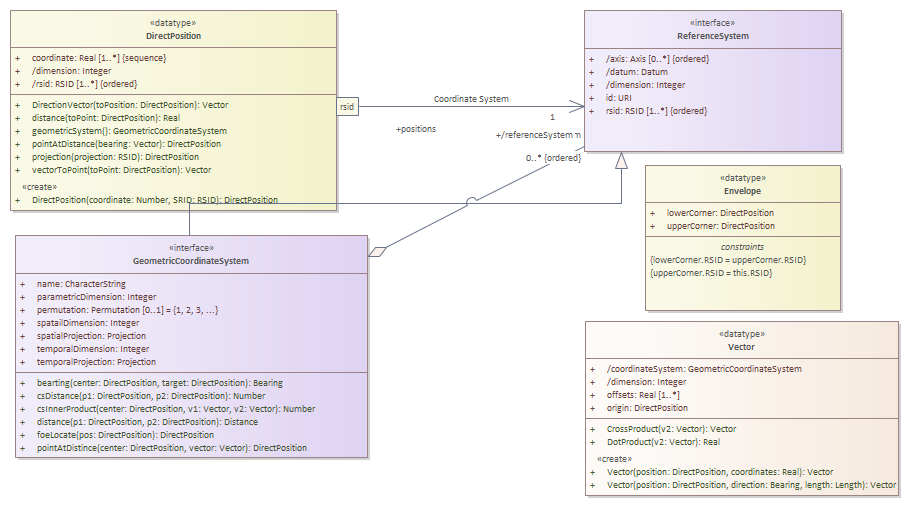 «datatype»
DirectPosition
+ coordinate: Real [1..*] {sequence}
+ /dimension: Integer
+ /rsid: RSID [1..*] {ordered}
+ DirectionVector(toPosition: DirectPosition): Vector
+ distance(toPoint: DirectPosition): Real
+ geometricSystem(): GeometricCoordinateSystem
+ pointAtDistance(bearing: Vector): DirectPosition
+ projection(projection: RSID): DirectPosition
+ vectorToPoint(toPoint: DirectPosition): Vector
«create»
+ DirectPosition(coordinate: Number, SRID: RSID): DirectPosition
rsid
Coordinate System
1
+positions
+/referenceSystem
0..* {ordered}
«interface»
ReferenceSystem
+ /axis: Axis [0..*] {ordered}
+ /datum: Datum
+ /dimension: Integer
+ id: URI
+ rsid: RSID [1..*] {ordered}
«datatype»
Envelope
+ lowerCorner: DirectPosition
+ upperCorner: DirectPosition
constraints
{lowerCorner.RSID = upperCorner.RSID}
{upperCorner.RSID = this.RSID}
«interface»
GeometricCoordinateSystem
+ name: CharacterString
+ parametricDimension: Integer
+ permutation: Permutation [0..1] = {1, 2, 3, ...}
+ spatailDimension: Integer
+ spatialProjection: Projection
+ temporalDimension: Integer
+ temporalProjection: Projection
+ bearting(center: DirectPosition, target: DirectPosition): Bearing
+ csDistance(p1: DirectPosition, p2: DirectPosition): Number
+ csInnerProduct(center: DirectPosition, v1: Vector, v2: Vector): Number
+ distance(p1: DirectPosition, p2: DirectPosition): Distance
+ foeLocate(pos: DirectPosition): DirectPosition
+ pointAtDistince(center: DirectPosition, vector: Vector): DirectPosition
«datatype»
Vector
+ /coordinateSystem: GeometricCoordinateSystem
+ /dimension: Integer
+ offsets: Real [1..*]
+ origin: DirectPosition
+ CrossProduct(v2: Vector): Vector
+ DotProduct(v2: Vector): Real
«create»
+ Vector(position: DirectPosition, coordinates: Real): Vector
+ Vector(position: DirectPosition, direction: Bearing, length: Length): Vector